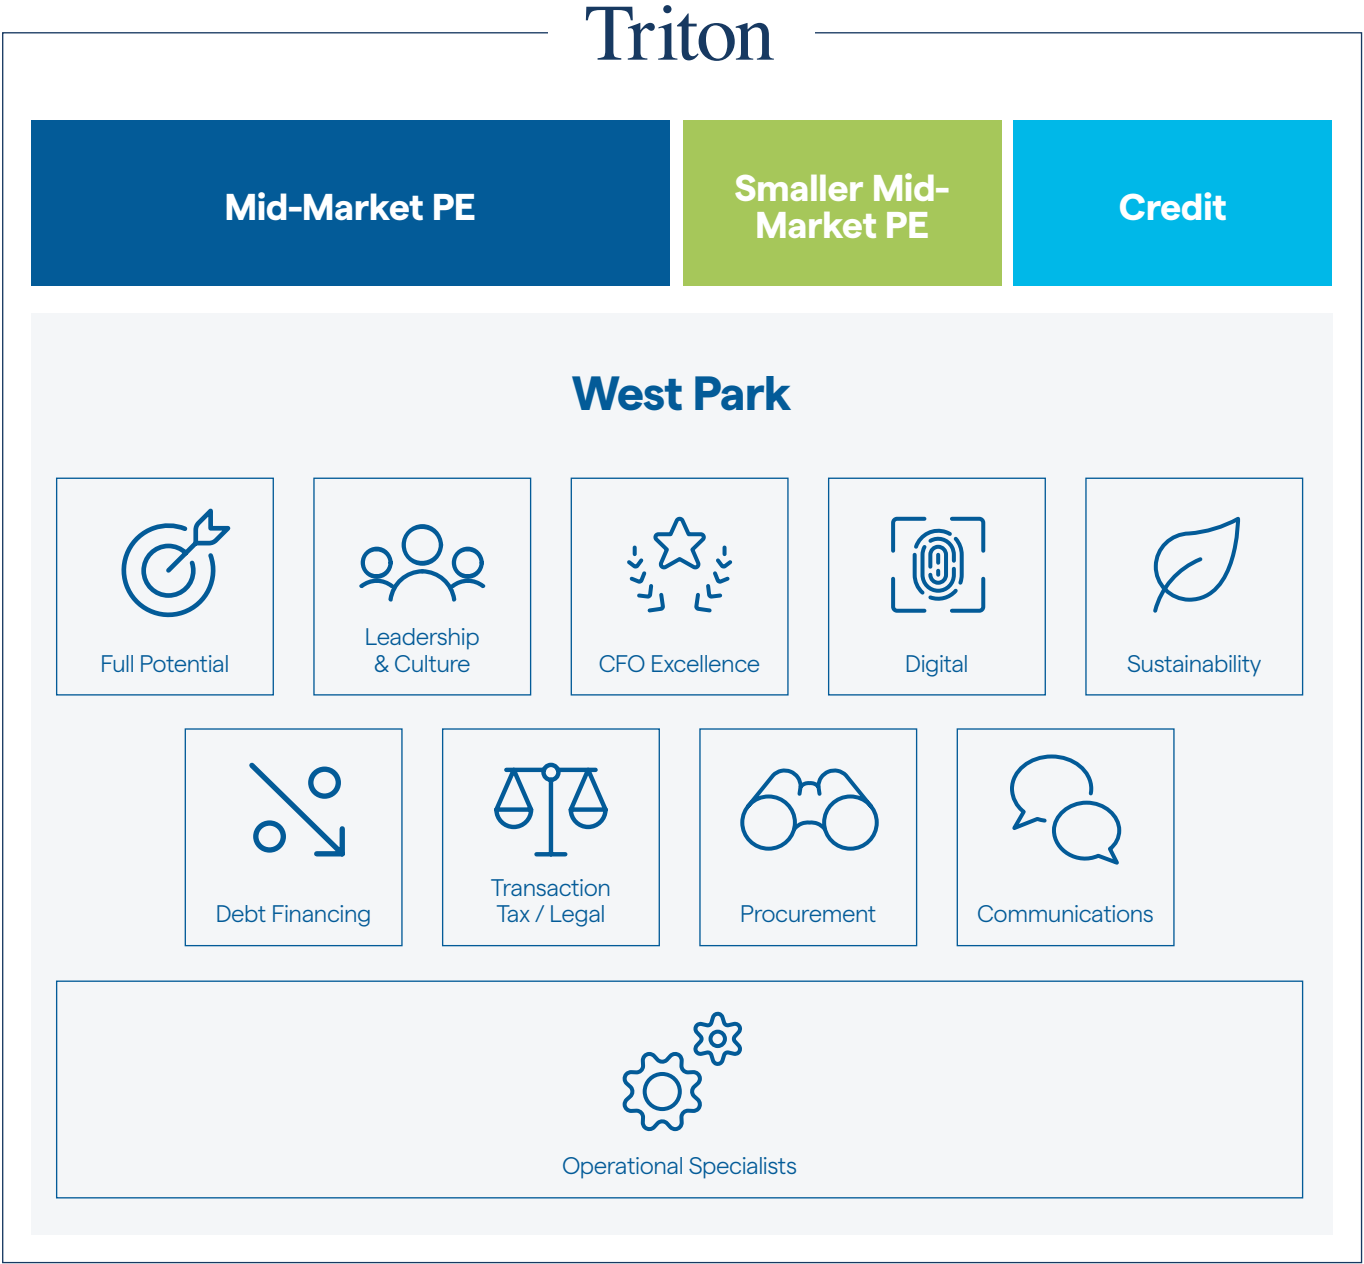 Triton
Mid-Market PE
Smaller Mid-
Market PE
Credit
West Park
Full Potential
Leadership
& Culture
CFO Excellence
Digital
Sustainability
Debt Financing
Transaction
Tax / Legal
Procurement
Communications
Operational Specialists